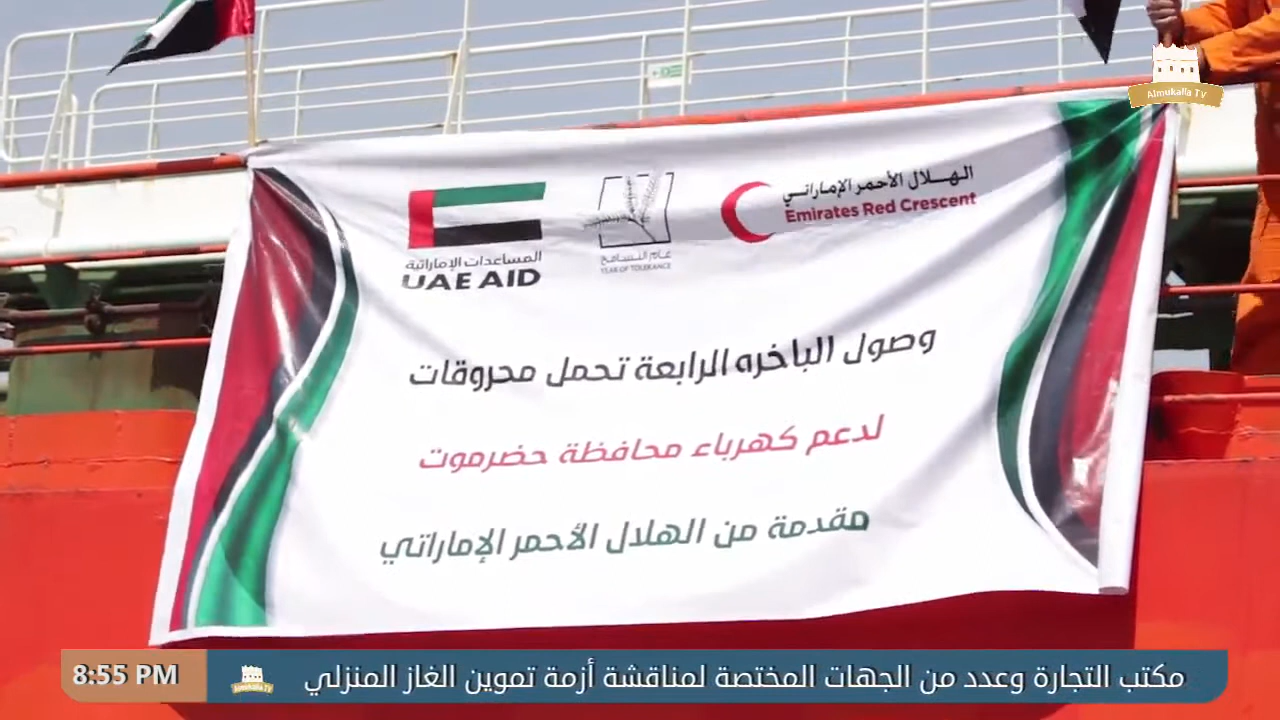 Almukalla TV
الهلال الأحمر الإماراتي
Emirates Red Crescent
عام التسامح
YEAR OF TOLERANCE
المساعدات الإماراتية
UAE AID
وصول الباخره الرابعة تحمل محروقات
لدعم كهرباء محافظة حضرموت
مقدمة من الهلال الأحمر الإماراتي
مكتب التجارة وعدد من الجهات المختصة لمناقشة أزمة تموين الغاز المنزلي
Almukalla TV
8:55 PM